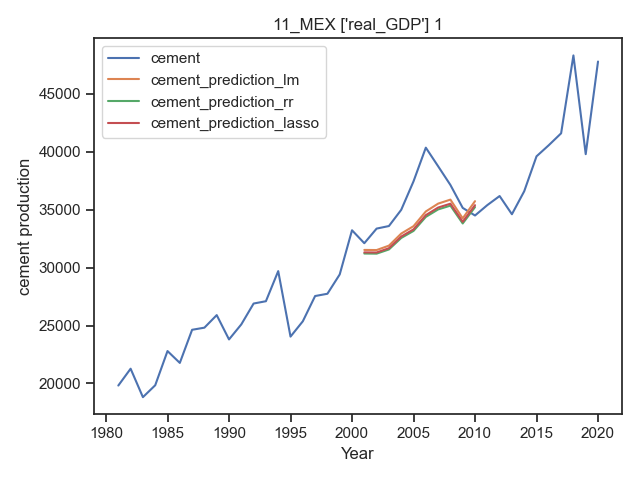 11_MEX ['real_GDP'] 1
cement
cement_prediction_lm
cement_prediction_rr
cement_prediction_lasso
cement production
45000
40000
35000
30000
25000
20000
1980 1985 1990 1995 2000 2005 2010 2015 2020
Year